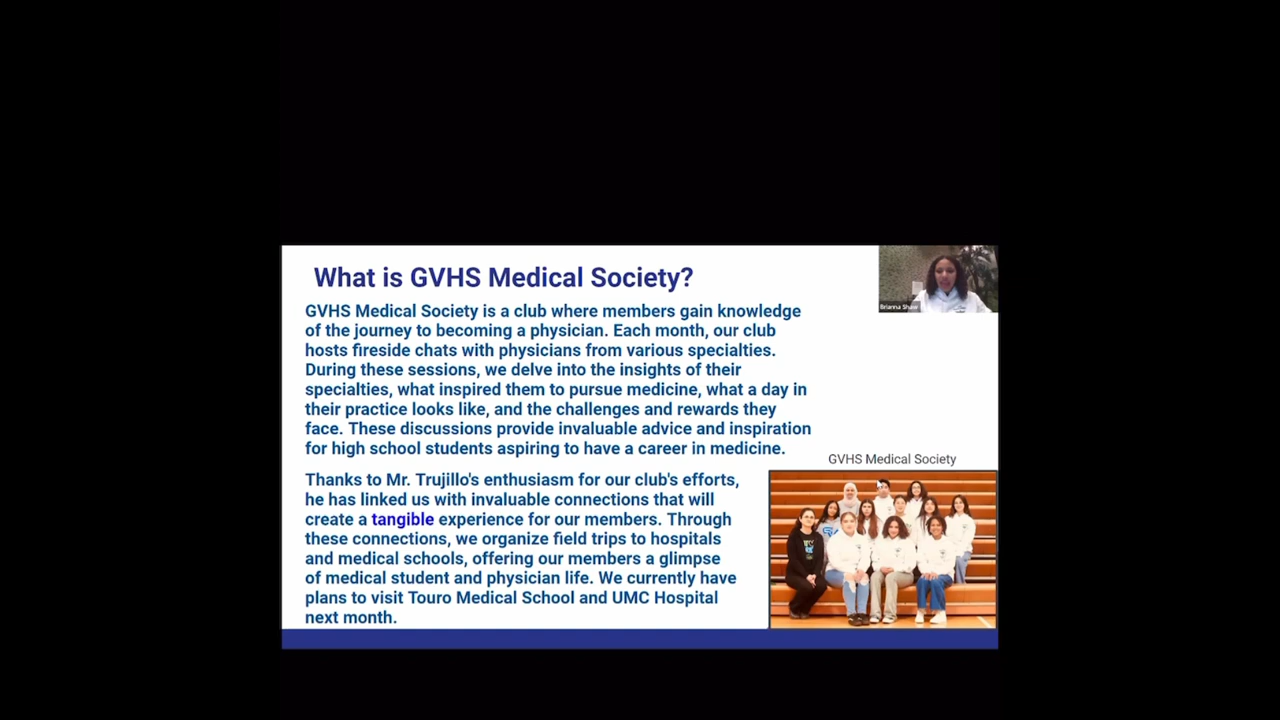 What is GVHS Medical Society?
GVHS Medical Society is a club where members gain knowledge
of the journey to becoming a physician. Each month, our club
hosts fireside chats with physicians from various specialties.
During these sessions, we delve into the insights of their
specialties, what inspired them to pursue medicine, what a day in
their practice looks like, and the challenges and rewards they
face. These discussions provide invaluable advice and inspiration
for high school students aspiring to have a career in medicine.
Thanks to Mr. Trujillo's enthusiasm for our club's efforts,
he has linked us with invaluable connections that will
create a tangible experience for our members. Through
these connections, we organize field trips to hospitals
and medical schools, offering our members a glimpse
of medical student and physician life. We currently have
plans to visit Touro Medical School and UMC Hospital
next month.
Brianna Shaw
GVHS Medical Society